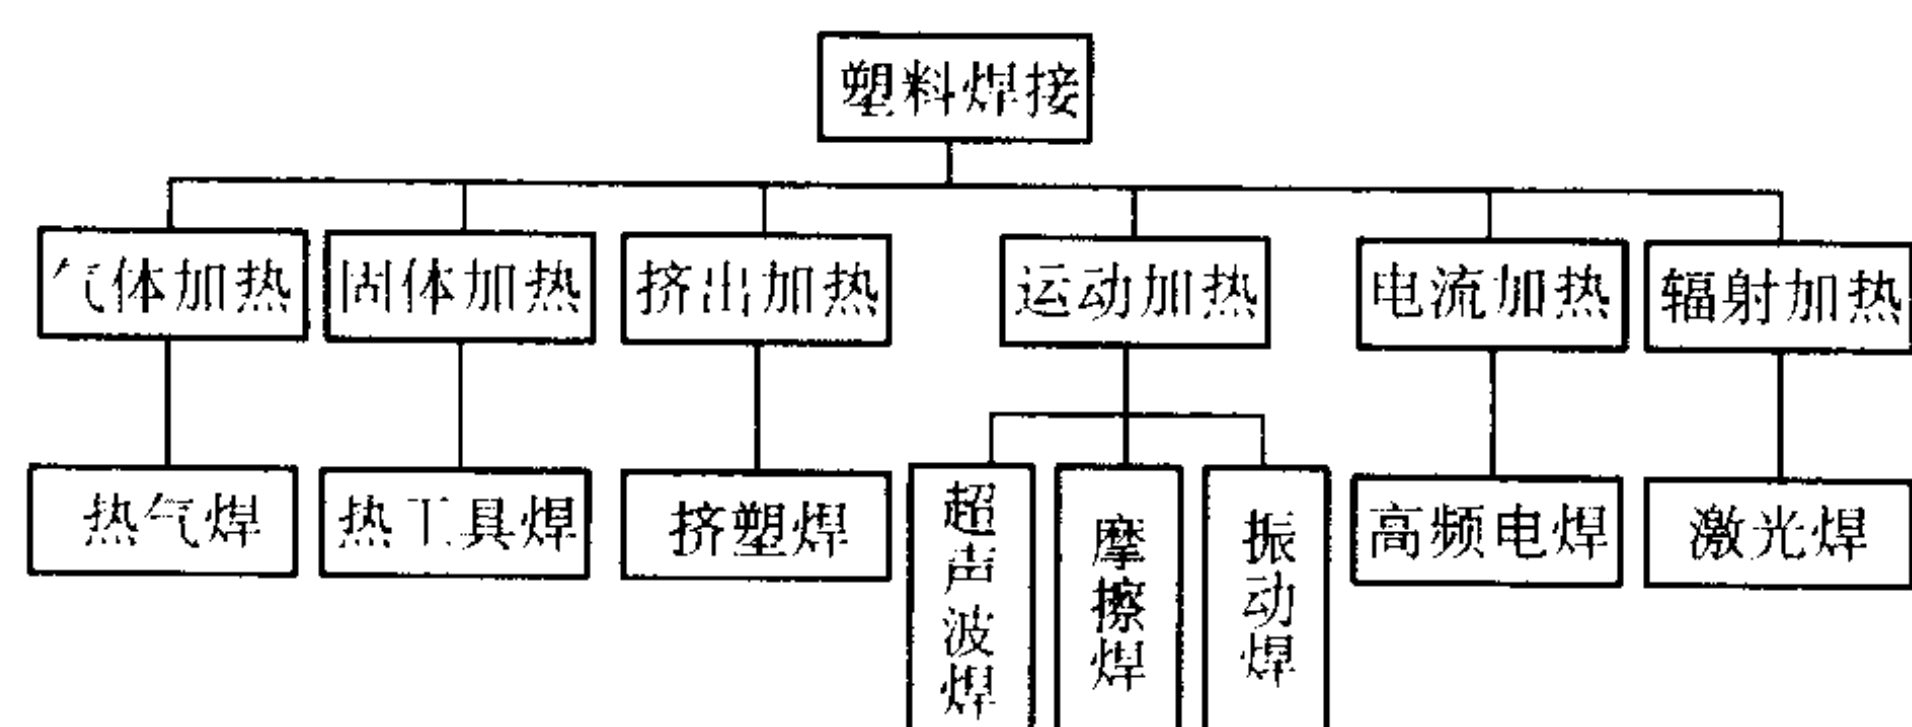 塑料焊接
气体加热
固体加热
挤出加热
运动加热
电流加热
辐射加热
热气焊
热工具焊
挤塑焊
超声波焊
摩擦焊
振动焊
高频电焊
激光焊